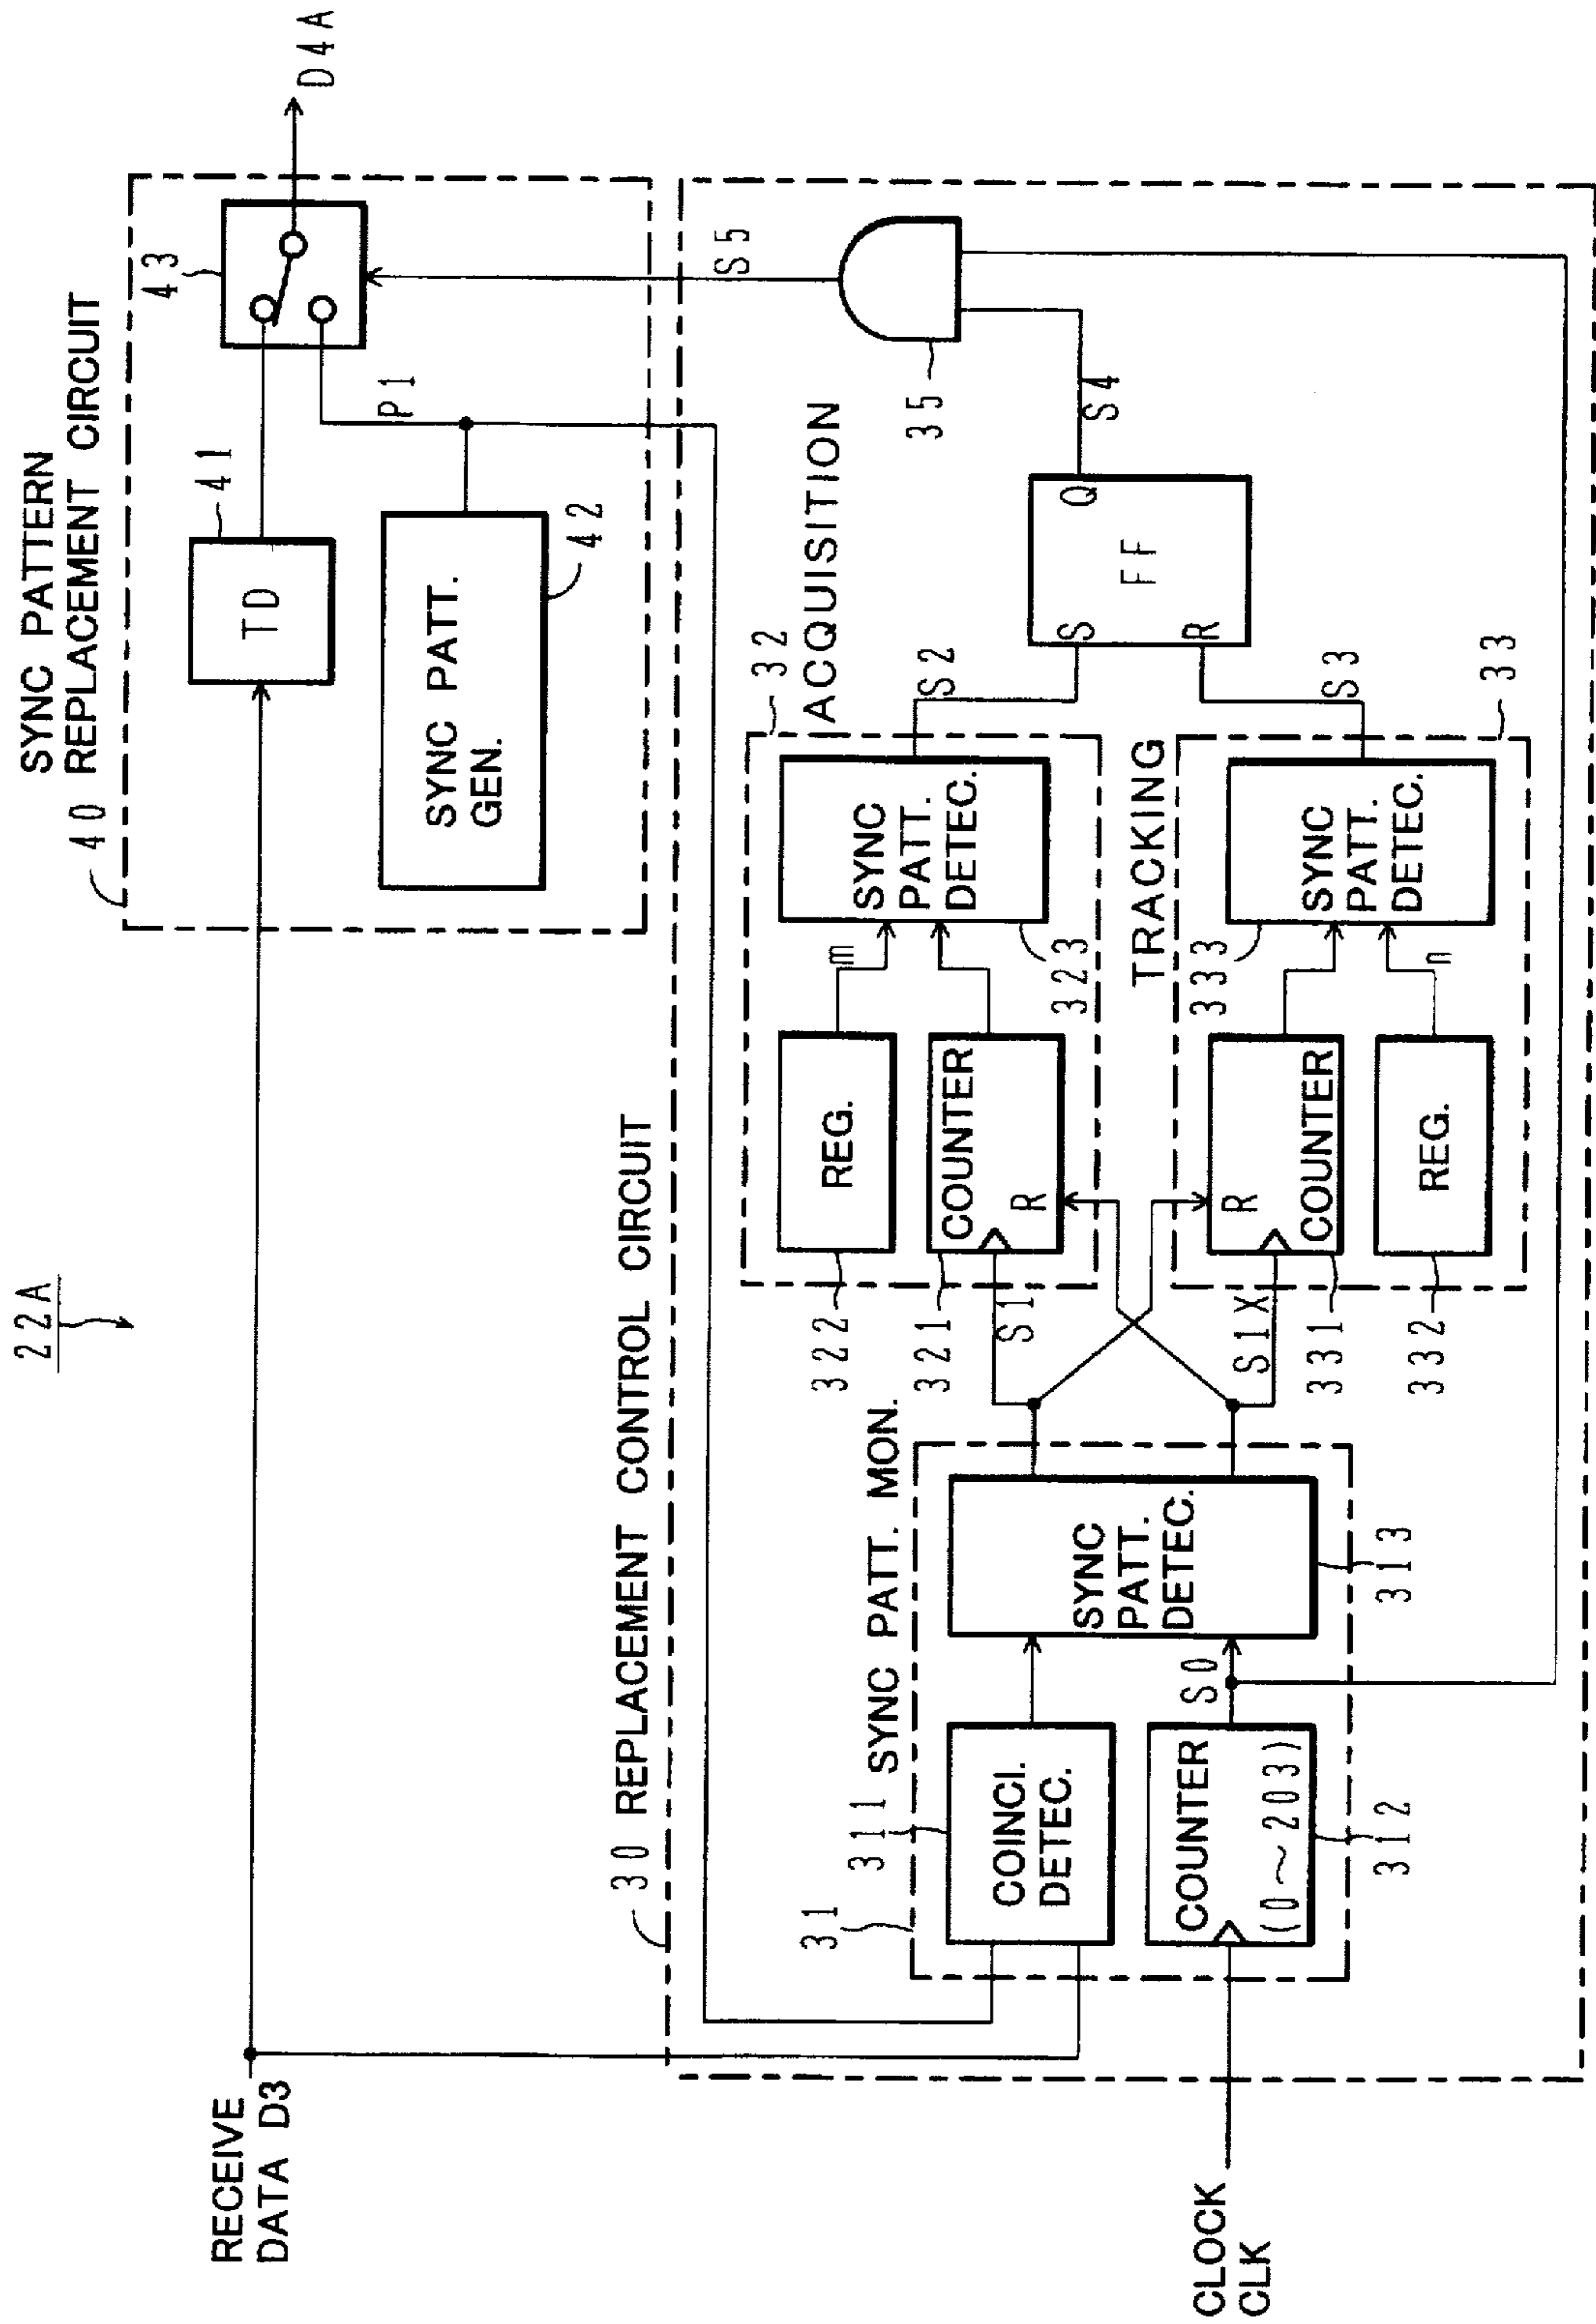 22A
SYNC PATTERN
40 REPLACEMENT CIRCUIT
RECEIVE
DATA D3
TD
41
43
D4A
SYNC PATT.
GEN.
42
P1
S5
30 REPLACEMENT CONTROL CIRCUIT
31
311 SYNC PATT. MON.
COINCI.
DETEC.
COUNTER
(0~203)
312
S0
SYNC
PATT.
DETEC.
313
CLOCK
CLK
S1
S1X
32
ACQUISITION
322
REG.
m
321
COUNTER
R
SYNC
PATT.
DETEC.
323
S2
TRACKING
33
331
R
COUNTER
332
REG.
n
333
SYNC
PATT.
DETEC.
S3
S
R
FF
Q
S4
35